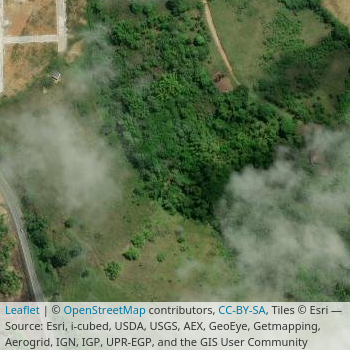 Leaflet | © OpenStreetMap contributors, CC-BY-SA, Tiles © Esri —
Source: Esri, i-cubed, USDA, USGS, AEX, GeoEye, Getmapping,
Aerogrid, IGN, IGP, UPR-EGP, and the GIS User Community